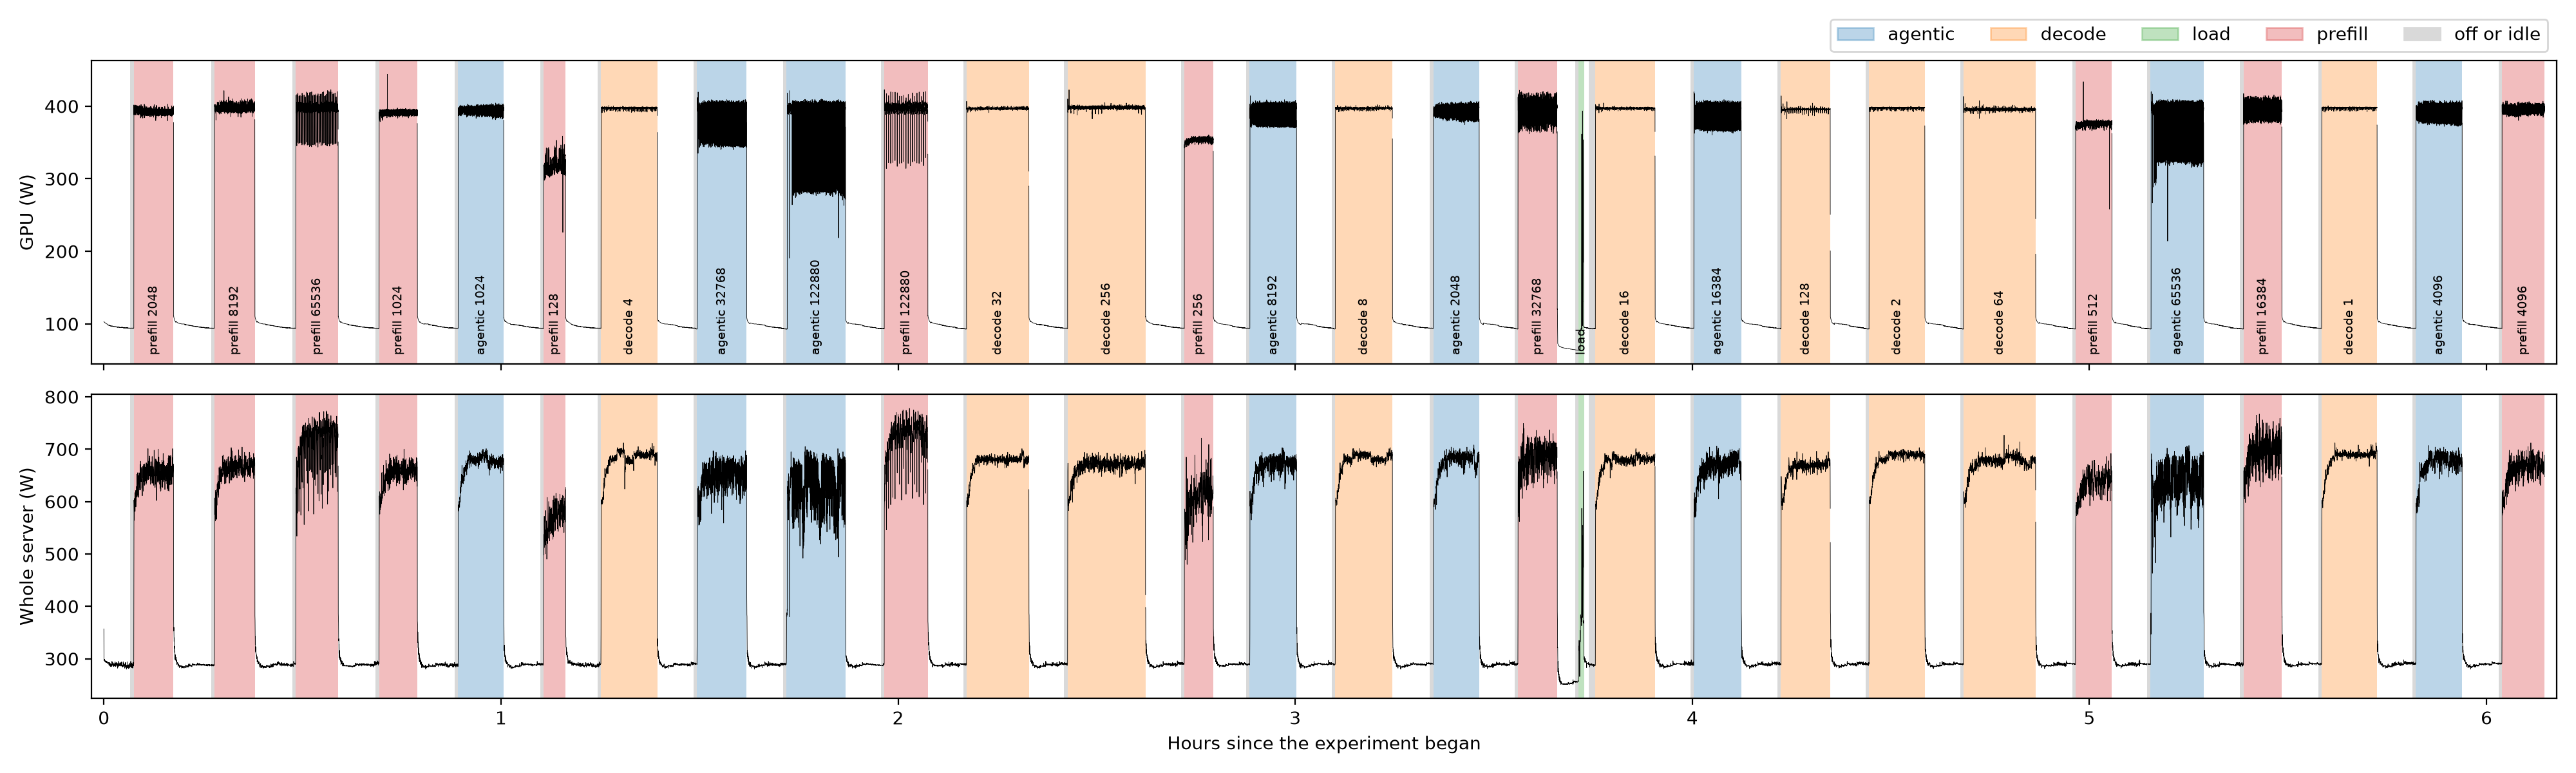 agentic decode load prefill off or idle
GPU (W)
400
300
200
100
prefill 2048
prefill 8192
prefill 65536
prefill 1024
agentic 1024
prefill 128
decode 4
agentic 32768
agentic 122880
prefill 122880
decode 32
decode 256
prefill 256
agentic 8192
decode 8
agentic 2048
prefill 32768
load
decode 16
agentic 16384
decode 128
decode 2
decode 64
prefill 512
agentic 65536
prefill 16384
decode 1
agentic 4096
prefill 4096
Whole server (W)
800
700
600
500
400
300
0 1 2 3 4 5 6
Hours since the experiment began